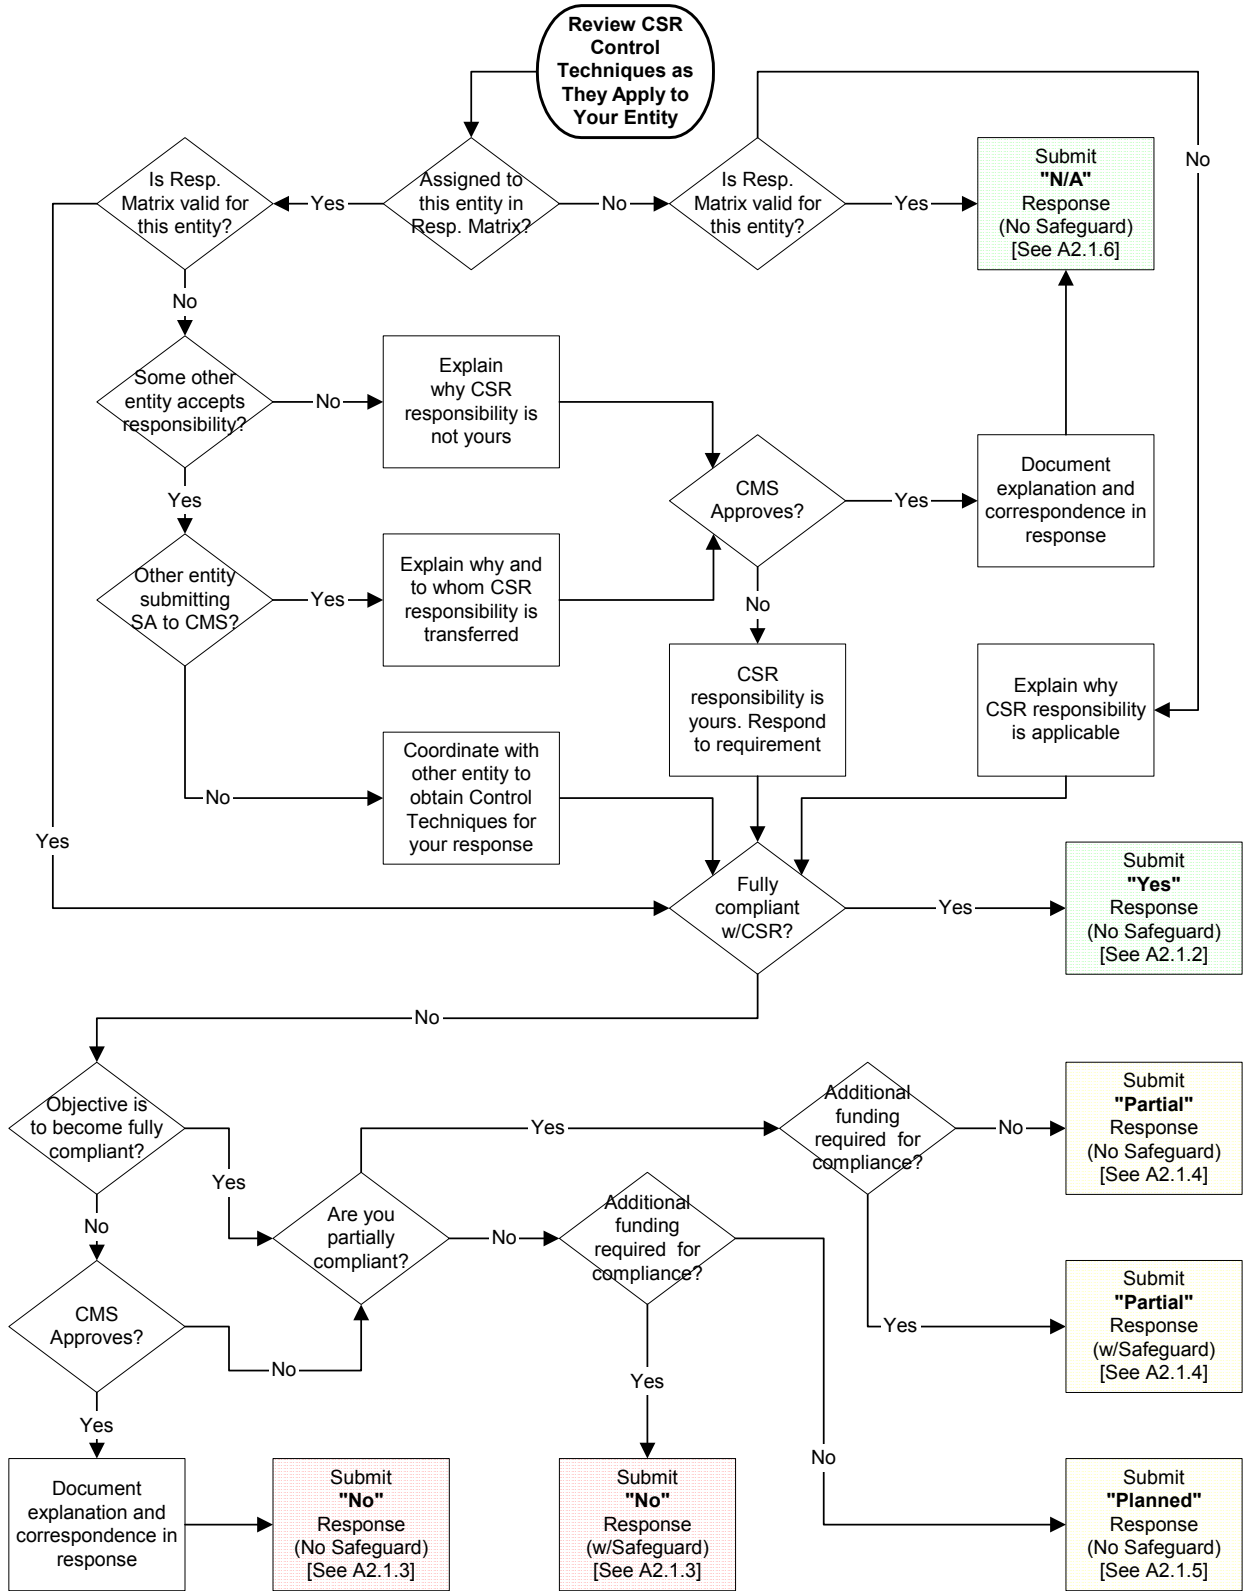 Review CSR
Control
Techniques as
They Apply to
Your Entity
Is Resp.
Matrix valid for
this entity?
Yes
Assigned to
this entity in
Resp. Matrix?
No
Is Resp.
Matrix valid for
this entity?
Yes
Submit
"N/A"
Response
(No Safeguard)
[See A2.1.6]
No
No
Some other
entity accepts
responsibility?
No
Explain
why CSR
responsibility is
not yours
Yes
CMS
Approves?
Yes
Document
explanation and
correspondence in
response
Other entity
submitting
SA to CMS?
Yes
Explain why and
to whom CSR
responsibility is
transferred
No
CSR
responsibility is
yours. Respond
to requirement
Explain why
CSR responsibility
is applicable
No
Coordinate with
other entity to
obtain Control
Techniques for
your response
Yes
Fully
compliant
w/CSR?
Yes
Submit
"Yes"
Response
(No Safeguard)
[See A2.1.2]
No
Objective is
to become fully
compliant?
Yes
Yes
Additional
funding
required for
compliance?
No
Submit
"Partial"
Response
(No Safeguard)
[See A2.1.4]
No
Are you
partially
compliant?
No
Additional
funding
required for
compliance?
CMS
Approves?
No
Yes
Submit
"Partial"
Response
(w/Safeguard)
[See A2.1.4]
Yes
Yes
No
Document
explanation and
correspondence in
response
Submit
"No"
Response
(No Safeguard)
[See A2.1.3]
Submit
"No"
Response
(w/Safeguard)
[See A2.1.3]
Submit
"Planned"
Response
(No Safeguard)
[See A2.1.5]